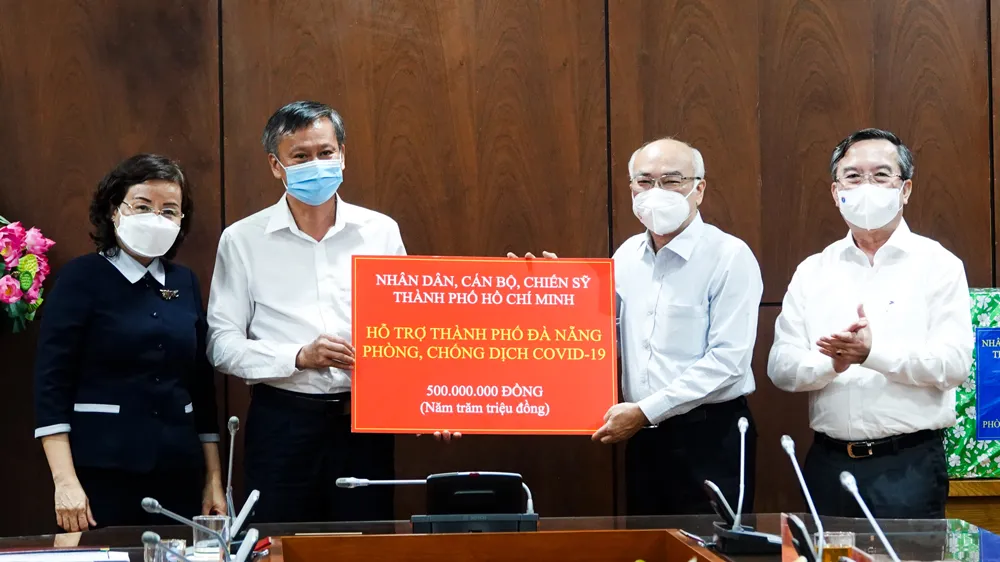 NHÂN DÂN, CÁN BỘ, CHIẾN SỸ
THÀNH PHỐ HỒ CHÍ MINH
HỖ TRỢ THÀNH PHỐ ĐÀ NẴNG
PHÒNG, CHỐNG DỊCH COVID-19
500.000.000 ĐỒNG
(Năm trăm triệu đồng)